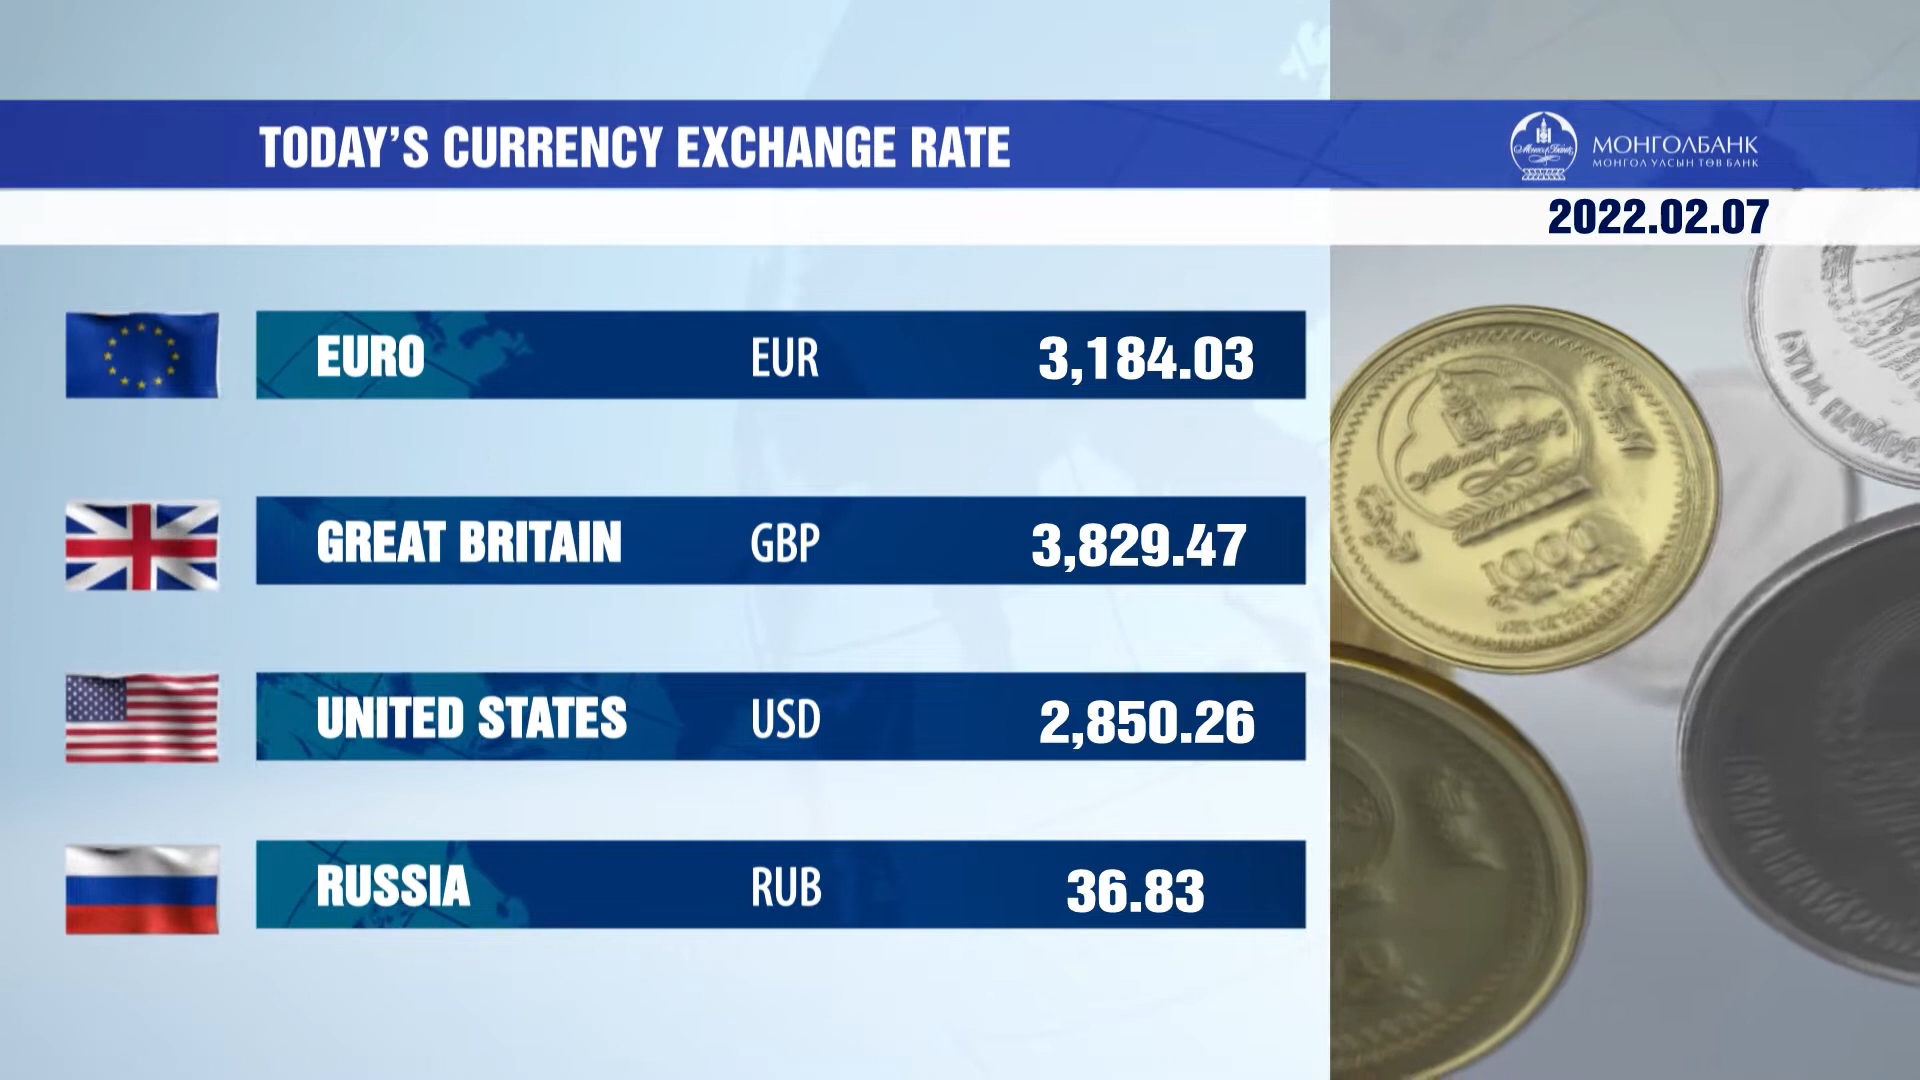 TODAY'S CURRENCY EXCHANGE RATE
МОНГОЛБАНК
МОНГОЛ УЛСЫН ТӨВ БАНК
2022.02.07
EURO EUR 3,184.03
GREAT BRITAIN GBP 3,829.47
UNITED STATES USD 2,850.26
RUSSIA RUB 36.83
1000